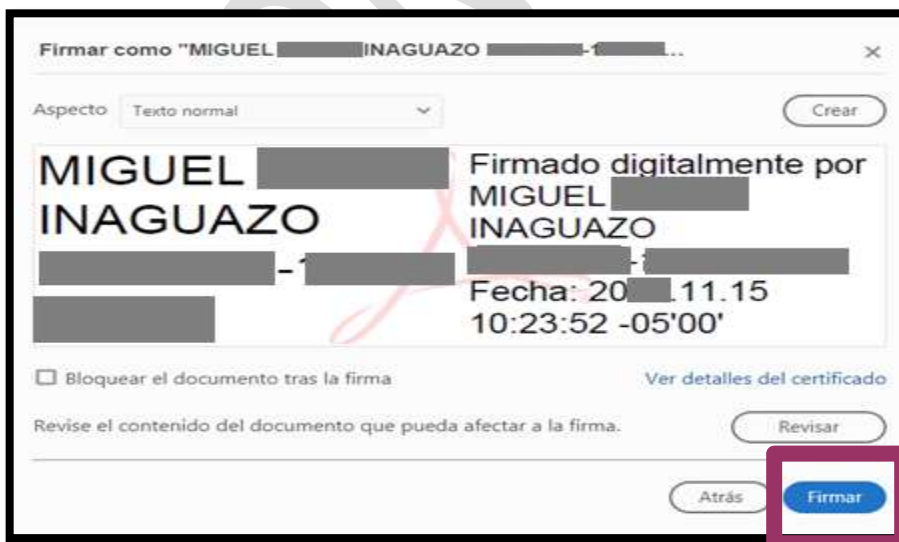 Firmar como "MIGUEL INAGUAZO -1 ...
Aspecto Texto normal Crear
MIGUEL
INAGUAZO
-1
Firmado digitalmente por
MIGUEL
INAGUAZO
-1
Fecha: 20 .11.15
10:23:52 -05'00'
Bloquear el documento tras la firma Ver detalles del certificado
Revise el contenido del documento que pueda afectar a la firma. Revisar
Atrás Firmar